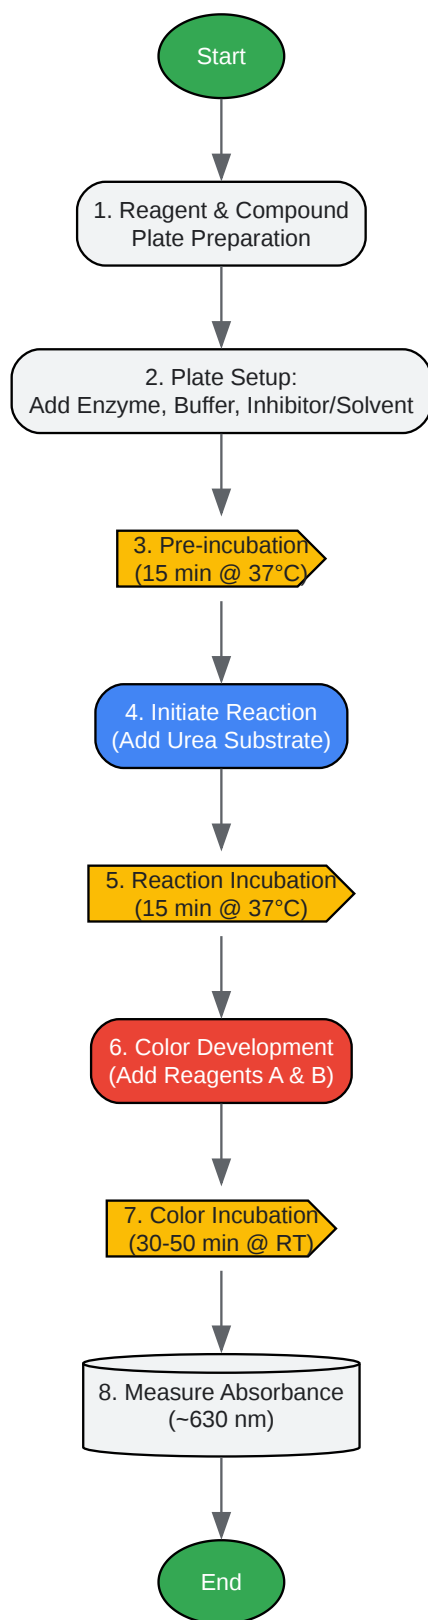 Start
1. Reagent & Compound
Plate Preparation
2. Plate Setup:
Add Enzyme, Buffer, Inhibitor/Solvent
3. Pre-incubation
(15 min @ 37°C)
4. Initiate Reaction
(Add Urea Substrate)
5. Reaction Incubation
(15 min @ 37°C)
6. Color Development
(Add Reagents A & B)
7. Color Incubation
(30-50 min @ RT)
8. Measure Absorbance
(~630 nm)
End